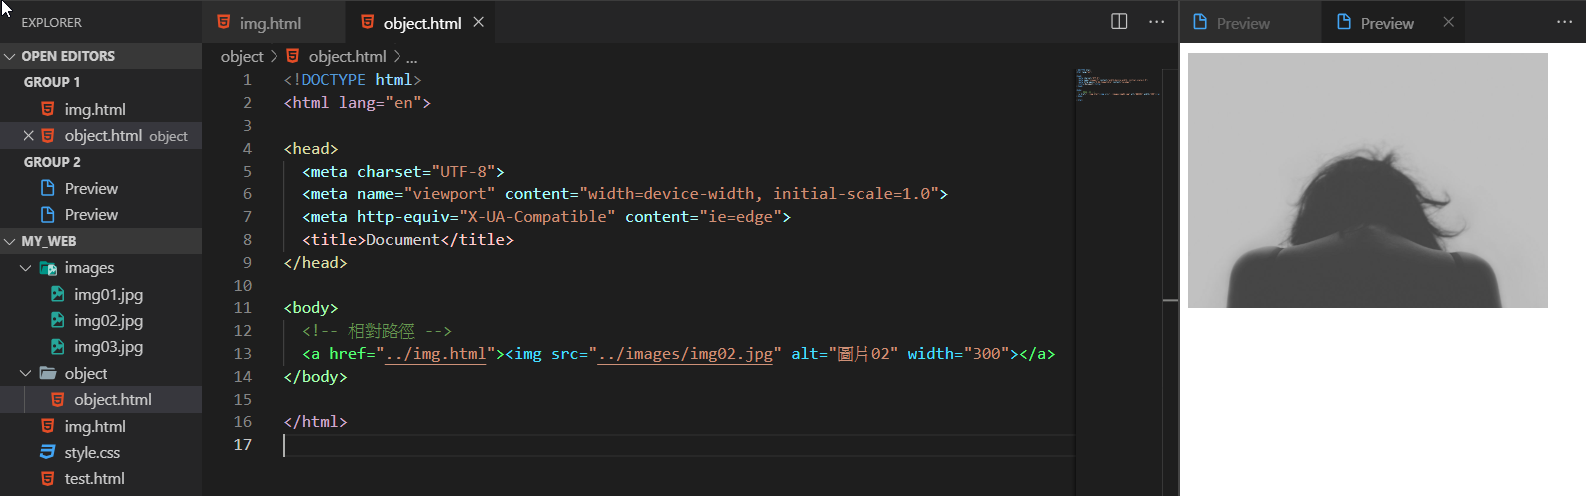 EXPLORER
OPEN EDITORS
GROUP 1
img.html
object.html object
GROUP 2
Preview
Preview
MY_WEB
images
img01.jpg
img02.jpg
img03.jpg
object
object.html
img.html
style.css
test.html
img.html object.html
object > object.html > ...
1 <!DOCTYPE html>
2 <html lang="en">
3
4 <head>
5 <meta charset="UTF-8">
6 <meta name="viewport" content="width=device-width, initial-scale=1.0">
7 <meta http-equiv="X-UA-Compatible" content="ie=edge">
8 <title>Document</title>
9 </head>
10
11 <body>
12 <!-- 相對路徑 -->
13 <a href="../img.html"><img src="../images/img02.jpg" alt="圖片02" width="300"></a>
14 </body>
15
16 </html>
17
Preview Preview